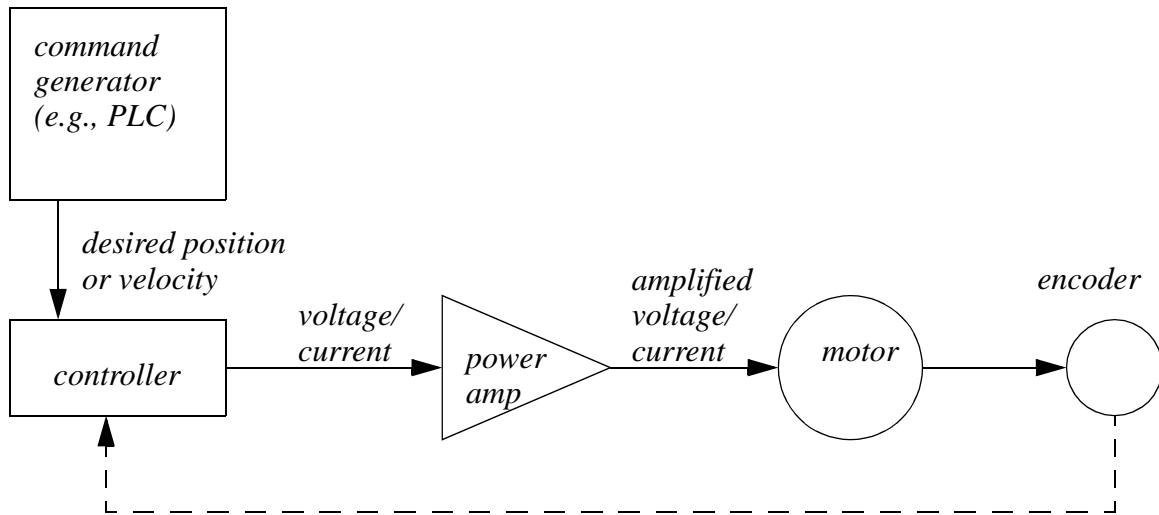 command
generator
(e.g., PLC)
desired position
or velocity
controller
voltage/
current
power
amp
amplified
voltage/
current
motor
encoder